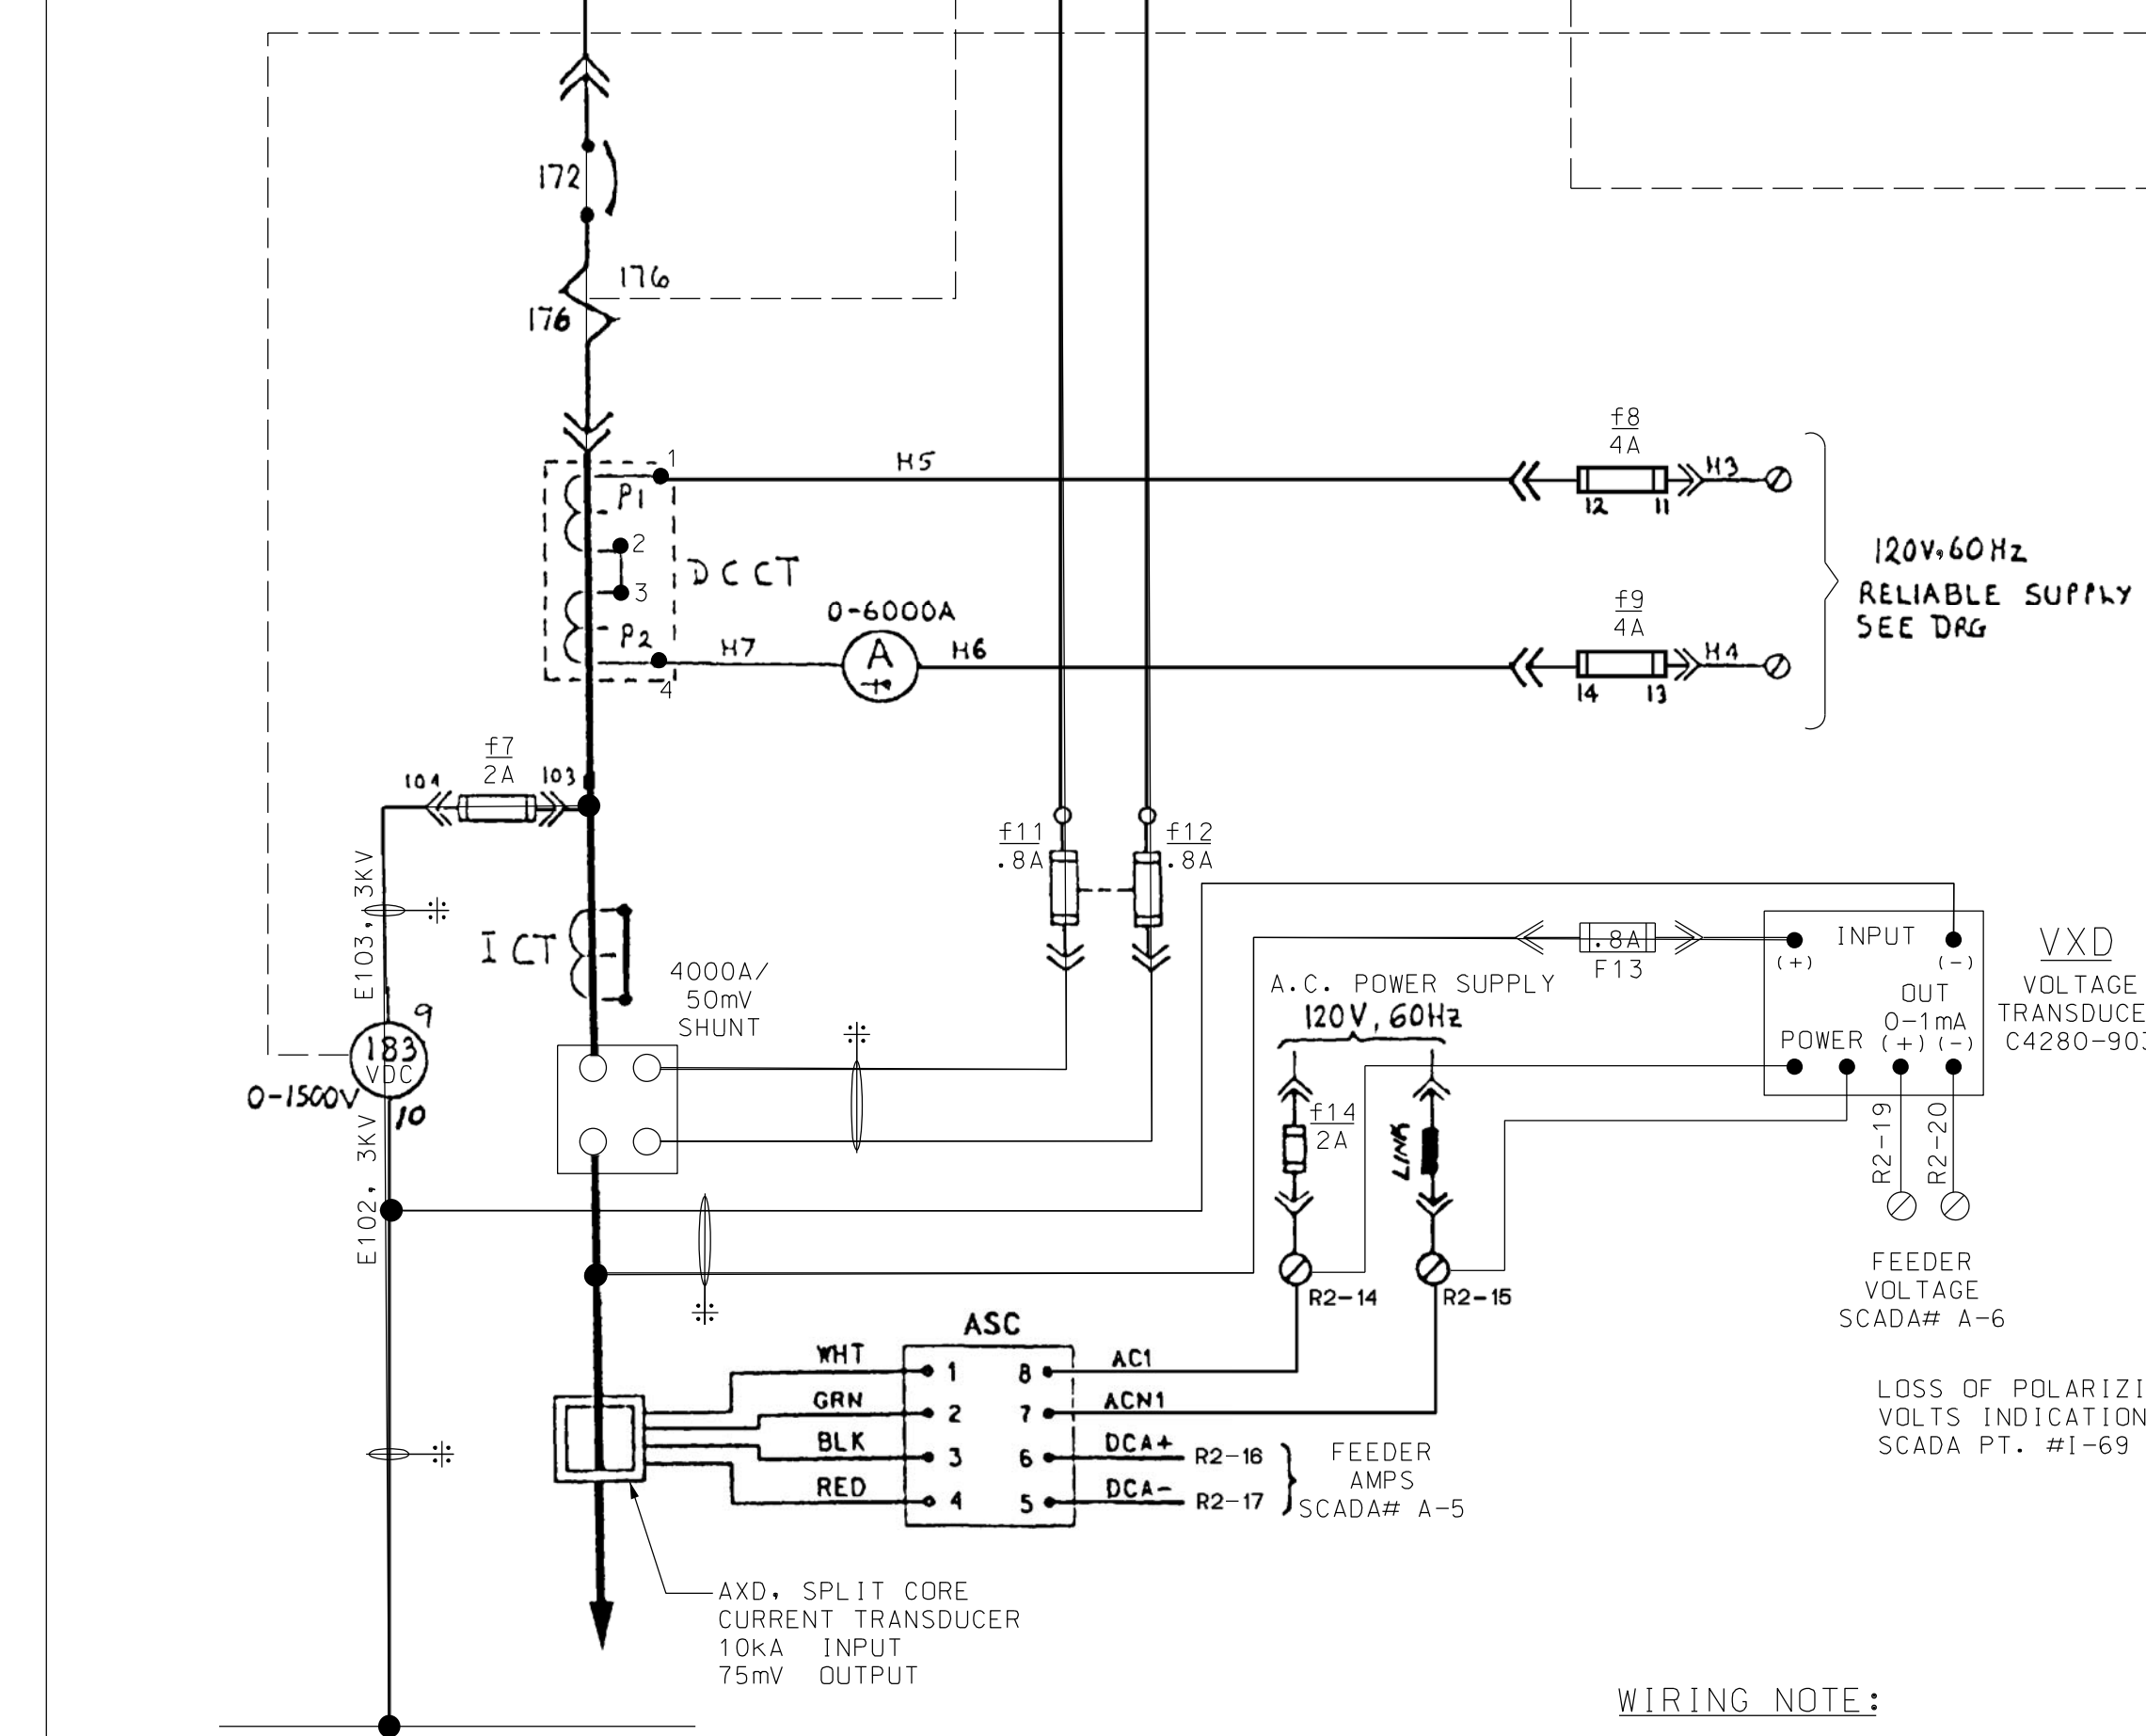 172
176
176
f8
4A
1
H5
H3
P1
12
11
2
DCCT
120V,60Hz
3
0-6000A
f9
4A
RELIABLE SUPPLY
SEE DRG
P2
H7
A
H6
H4
4
14
13
f7
2A
104
103
f11
.8A
f12
.8A
E103, 3KV
ICT
.8A
F13
INPUT
(+)
(-)
VXD
VOLTAGE
4000A/
50mV
SHUNT
A.C. POWER SUPPLY
120V, 60Hz
OUT
0-1mA
POWER
(+)
(-)
9
183
VDC
0-1500V
10
f14
2A
LINK
R2-19
R2-20
E102, 3KV
R2-14
R2-15
FEEDER
VOLTAGE
SCADA# A-6
ASC
WHT
1
8
AC1
GRN
2
7
ACN1
BLK
3
6
DCA+
R2-16
RED
4
5
DCA-
R2-17
FEEDER
AMPS
SCADA# A-5
VOLTS INDICATION
SCADA PT. #I-69
LOSS OF
AXD, SPLIT CORE
CURRENT TRANSDUCER
10kA INPUT
75mV OUTPUT
WIRING NOTE: